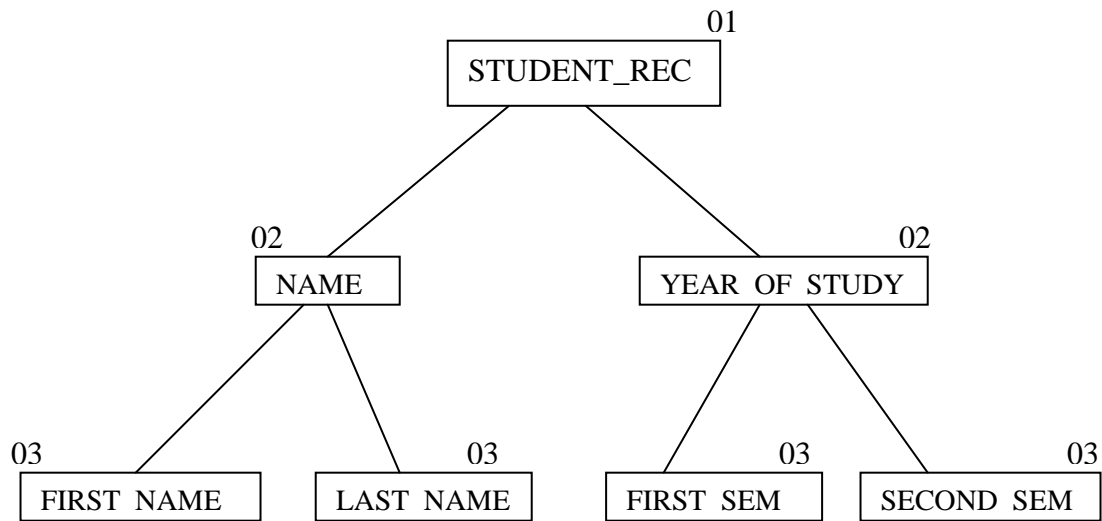 01
STUDENT_REC
02 02
NAME YEAR OF STUDY
03 03 03 03
FIRST NAME LAST NAME FIRST SEM SECOND SEM